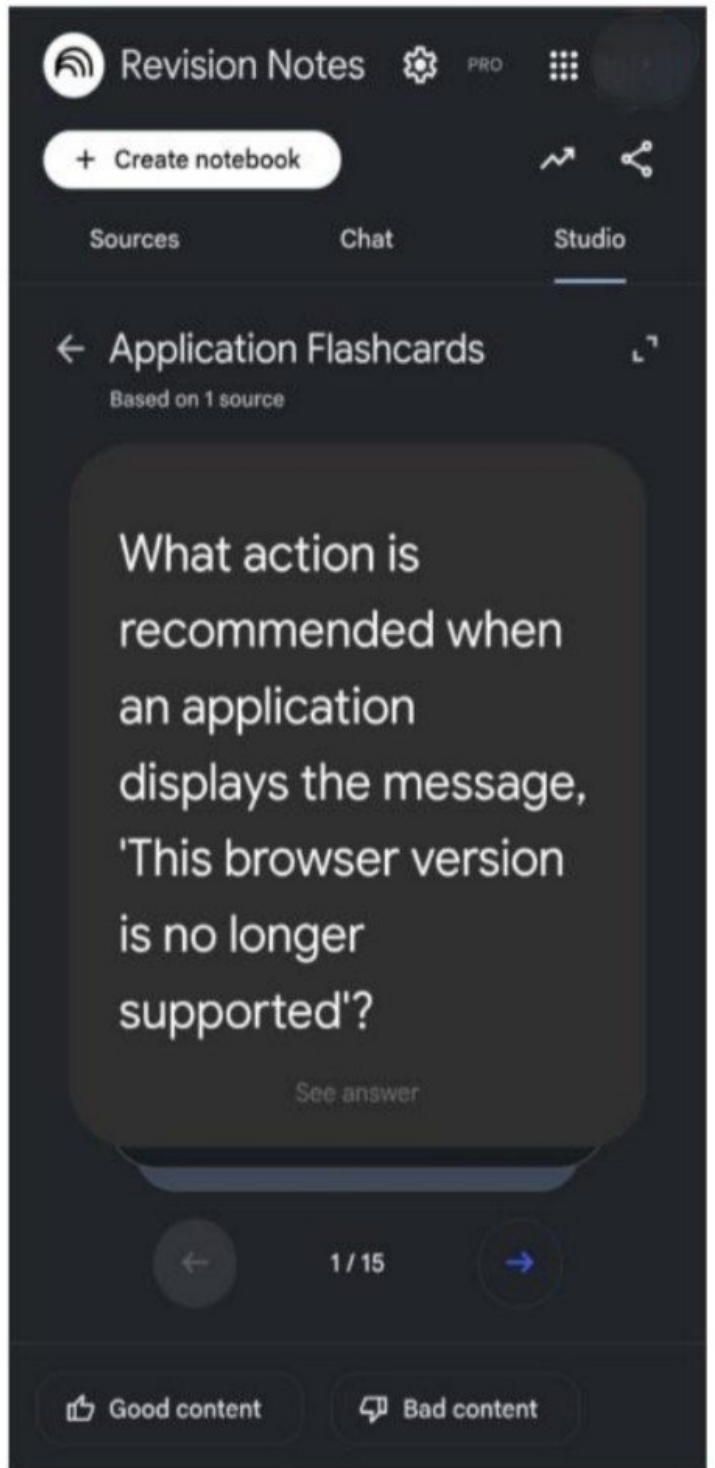 Revision Notes PRO
+ Create notebook
Sources Chat Studio
← Application Flashcards
Based on 1 source
What action is
recommended when
an application
displays the message,
'This browser version
is no longer
supported'?
See answer
← 1 / 15 →
Good content Bad content